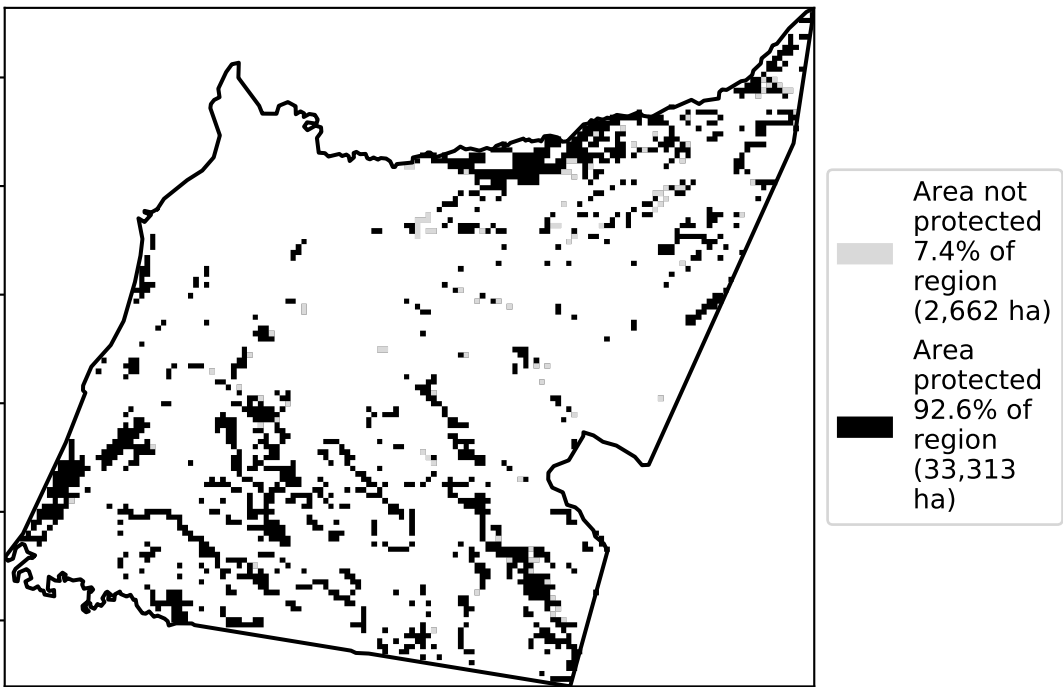 Area not
protected
7.4% of
region
(2,662 ha)
Area
protected
92.6% of
region
(33,313
ha)